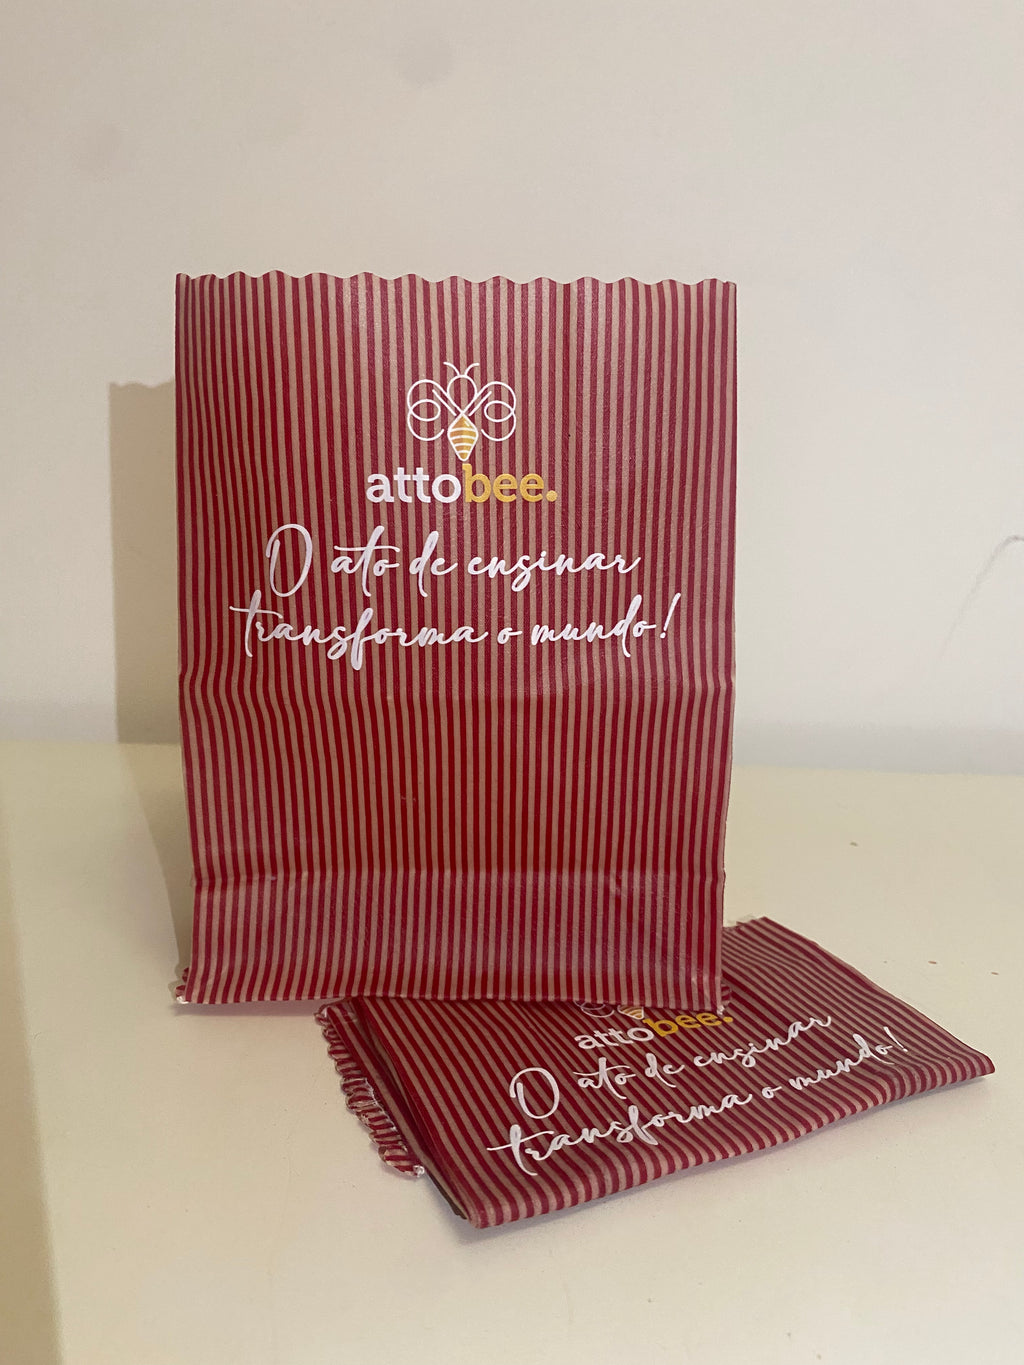 attobee.
O ato de ensinar
transforma o mundo!
attobee.
O ato de ensinar
transforma o mundo!